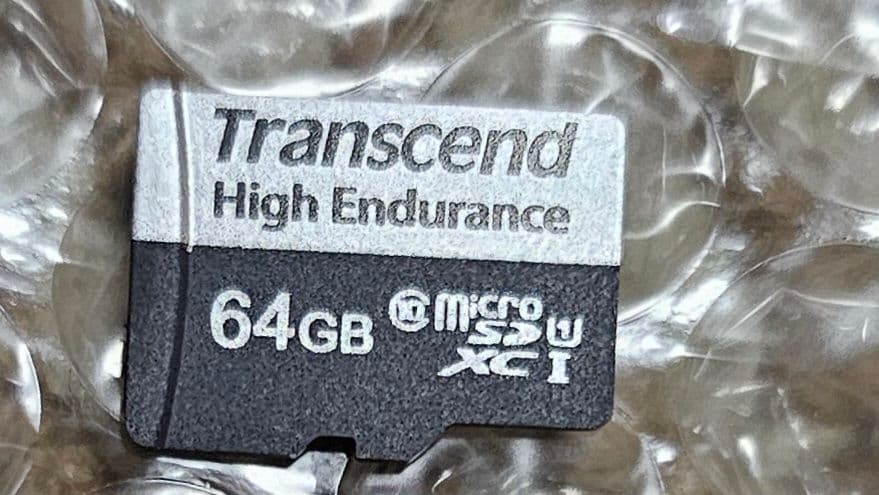 Transcend
High Endurance
64GB 10 micro SD XC U1 I